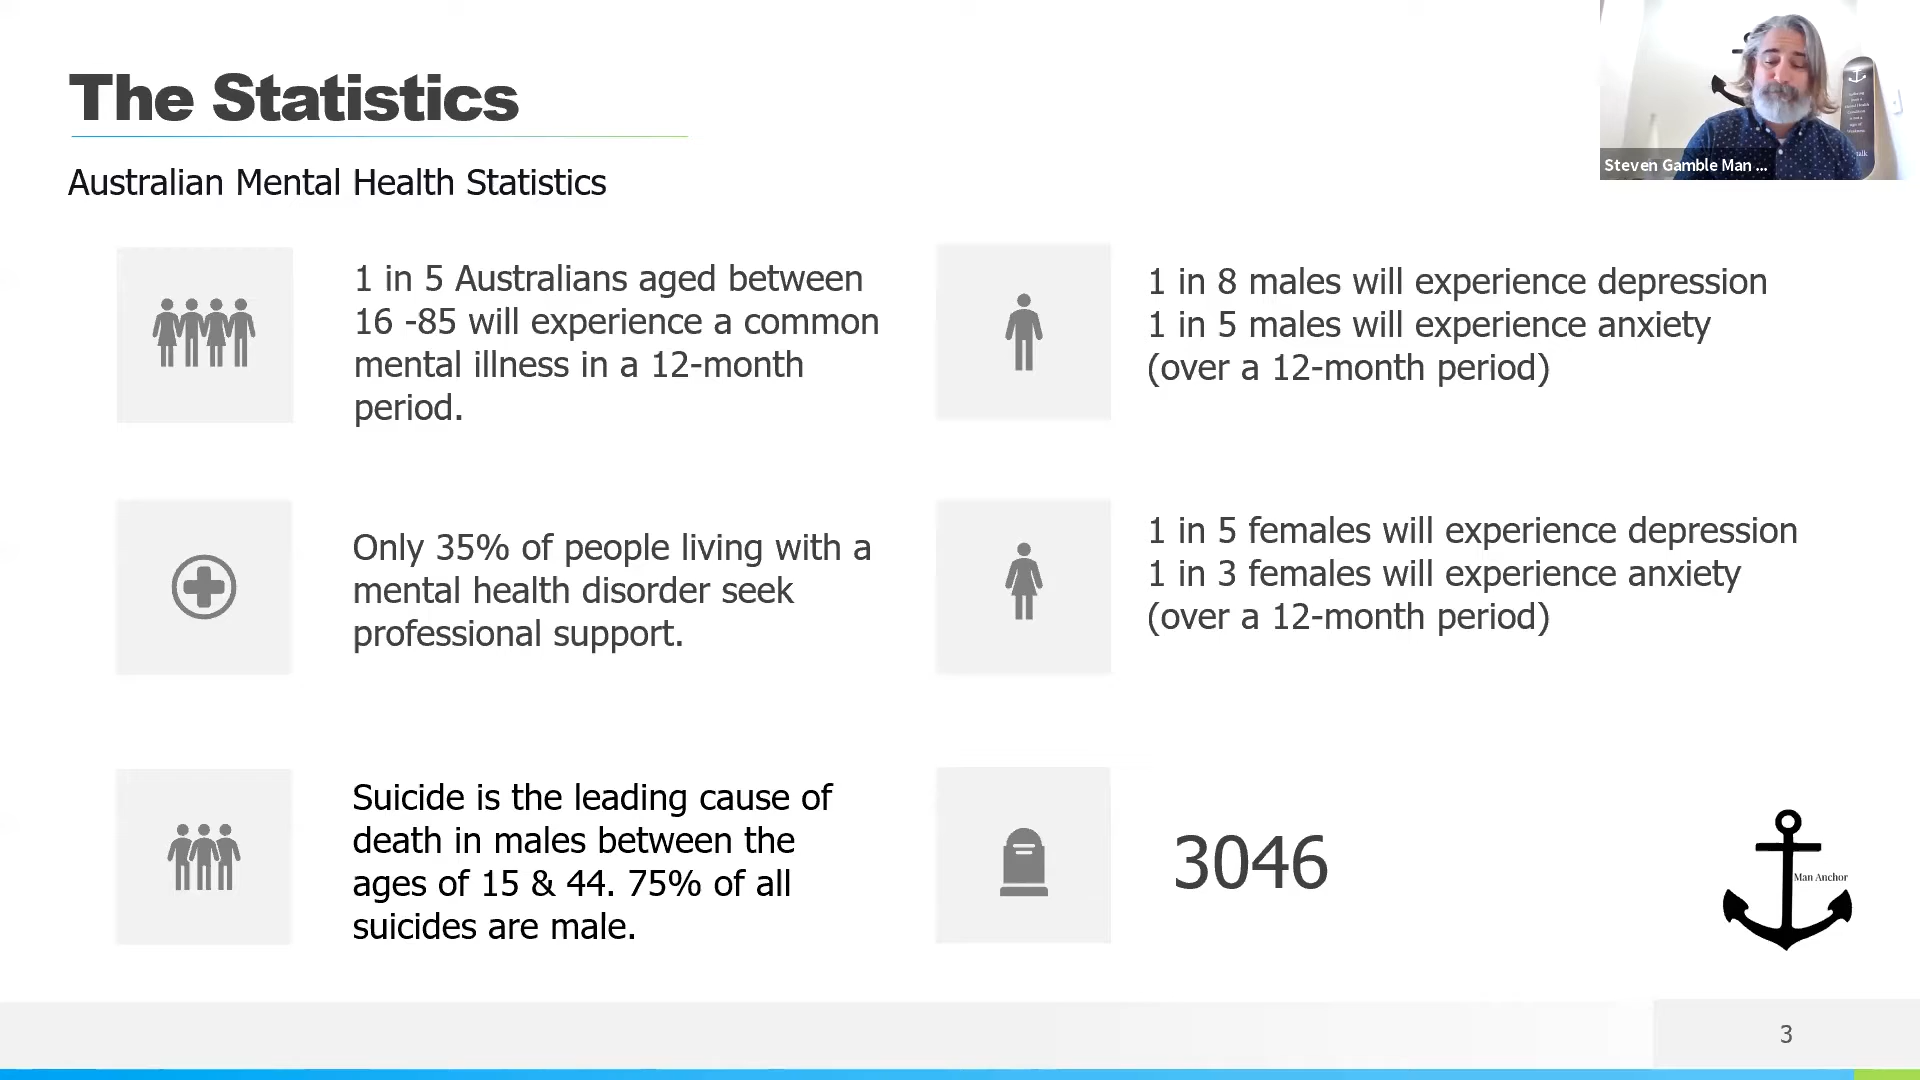 The Statistics
Australian Mental Health Statistics
1 in 5 Australians aged between
16 -85 will experience a common
mental illness in a 12-month
period.
Only 35% of people living with a
mental health disorder seek
professional support.
Suicide is the leading cause of
death in males between the
ages of 15 & 44. 75% of all
suicides are male.
1 in 8 males will experience depression
1 in 5 males will experience anxiety
(over a 12-month period)
1 in 5 females will experience depression
1 in 3 females will experience anxiety
(over a 12-month period)
3046
Man Anchor
3
Steven Gamble Man ...